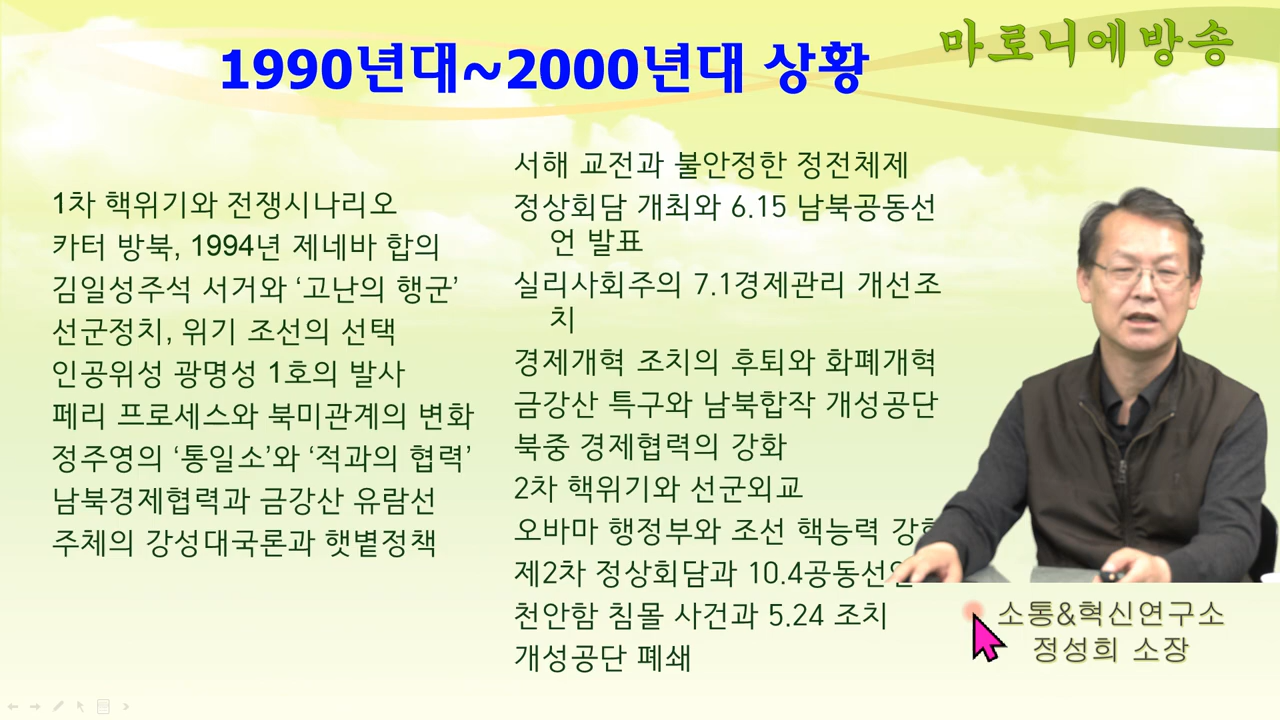 1990년대~2000년대 상황
마로니에방송
1차 핵위기와 전쟁시나리오
카터 방북, 1994년 제네바 합의
김일성주석 서거와 ‘고난의 행군’
선군정치, 위기 조선의 선택
인공위성 광명성 1호의 발사
페리 프로세스와 북미관계의 변화
정주영의 ‘통일소’와 ‘적과의 협력’
남북경제협력과 금강산 유람선
주체의 강성대국론과 햇볕정책
서해 교전과 불안정한 정전체제
정상회담 개최와 6.15 남북공동선
언 발표
실리사회주의 7.1경제관리 개선조
치
경제개혁 조치의 후퇴와 화폐개혁
금강산 특구와 남북합작 개성공단
북중 경제협력의 강화
2차 핵위기와 선군외교
오바마 행정부와 조선 핵능력 강화
제2차 정상회담과 10.4공동선언
천안함 침몰 사건과 5.24 조치
개성공단 폐쇄
소통&혁신연구소
정성희 소장